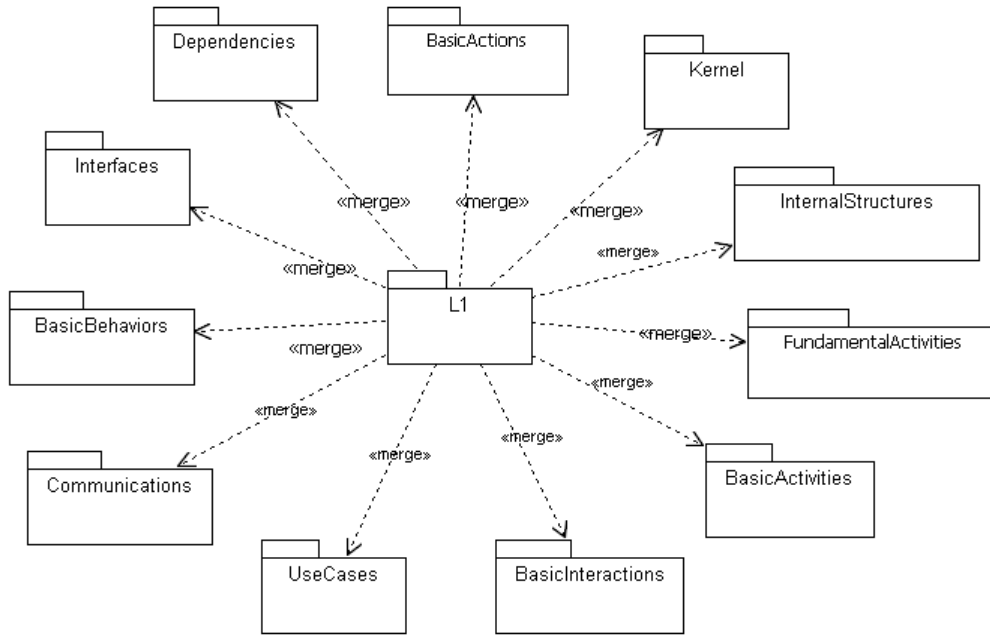 Dependencies
BasicActions
Kernel
Interfaces
InternalStructures
«merge»
«merge»
«merge»
«merge»
«merge»
L1
BasicBehaviors
«merge»
FundamentalActivities
«merge»
«merge»
«merge»
«merge»
«merge»
BasicActivities
Communications
UseCases
BasicInteractions